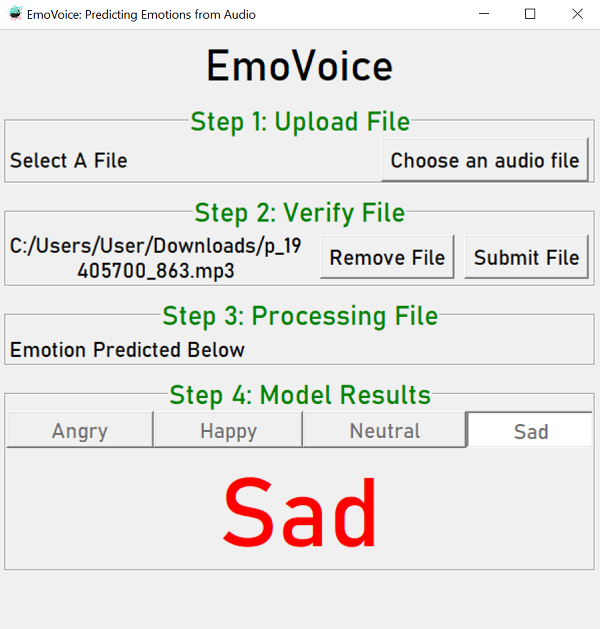 EmoVoice: Predicting Emotions from Audio
EmoVoice
Step 1: Upload File
Select A File
Choose an audio file
Step 2: Verify File
C:/Users/User/Downloads/p_19
405700_863.mp3
Remove File
Submit File
Step 3: Processing File
Emotion Predicted Below
Step 4: Model Results
Angry
Happy
Neutral
Sad
Sad